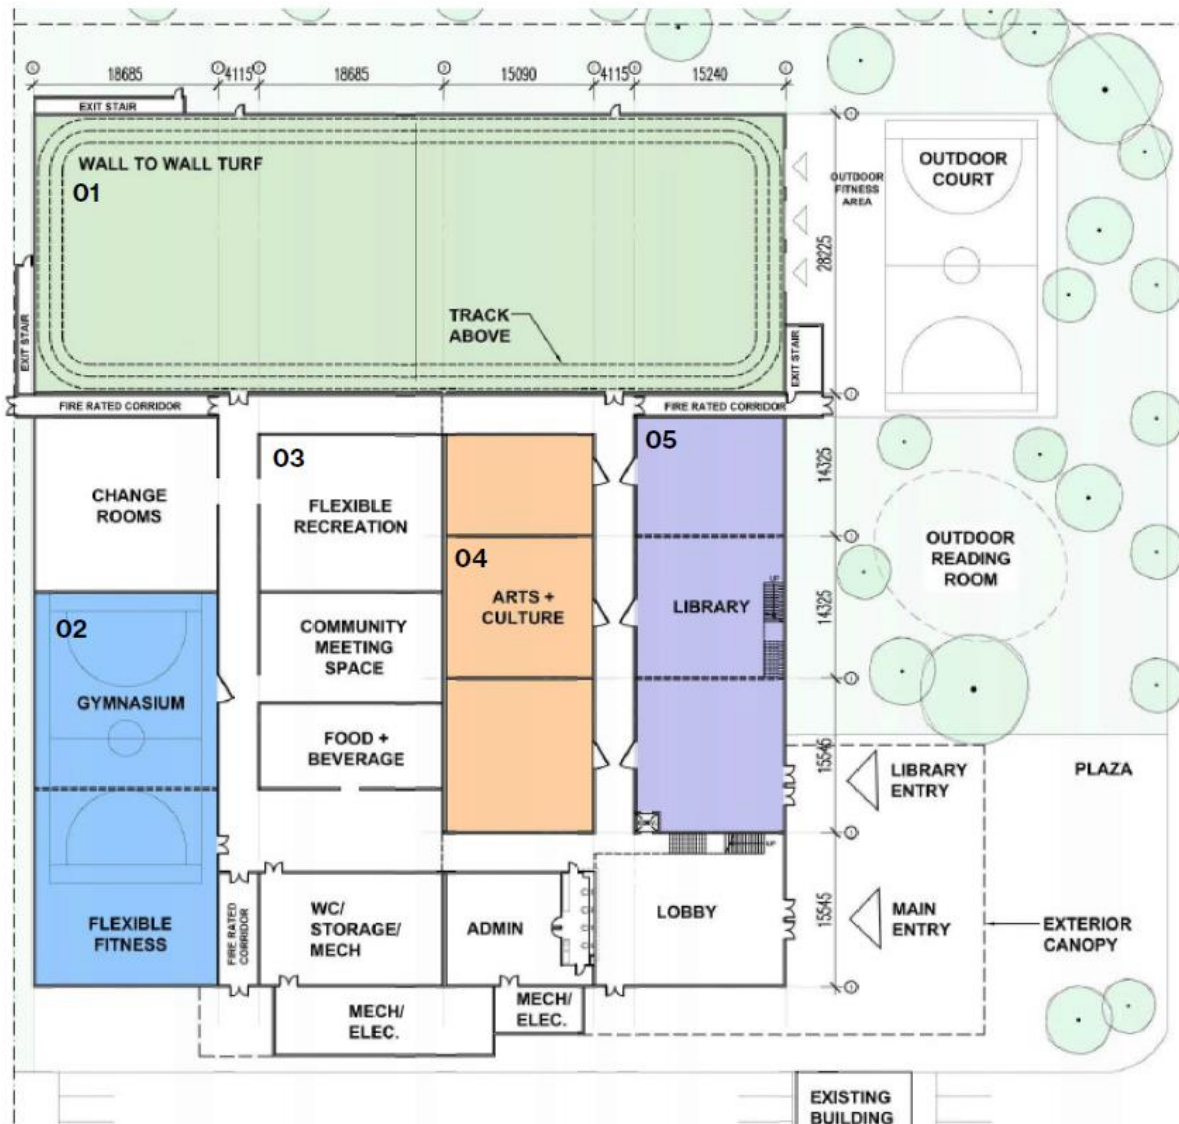 18685
4115
18685
15090
4115
15240
EXIT STAIR
WALL TO WALL TURF
01
TRACK
ABOVE
EXIT STAIR
EXIT STAIR
28225
OUTDOOR
FITNESS
AREA
OUTDOOR
COURT
FIRE RATED CORRIDOR
FIRE RATED CORRIDOR
CHANGE
ROOMS
03
FLEXIBLE
RECREATION
05
14325
04
ARTS +
CULTURE
LIBRARY
14325
OUTDOOR
READING
ROOM
02
GYMNASIUM
COMMUNITY
MEETING
SPACE
FOOD +
BEVERAGE
15545
LIBRARY
ENTRY
PLAZA
UP
FLEXIBLE
FITNESS
FIRE RATED
CORRIDOR
WC/
STORAGE/
MECH
ADMIN
LOBBY
15545
MAIN
ENTRY
EXTERIOR
CANOPY
MECH/
ELEC.
MECH/
ELEC.
EXISTING
BUILDING